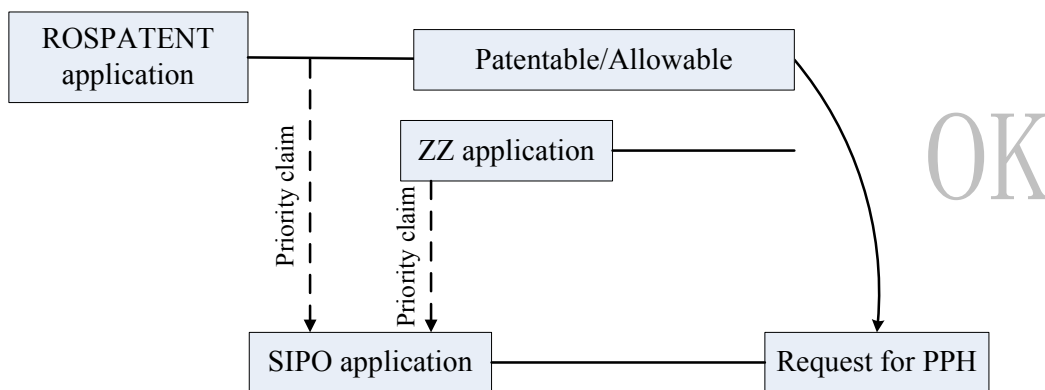 ROSPATENT
application
Patentable/Allowable
OK
ZZ application
Priority claim
Priority claim
SIPO application
Request for PPH